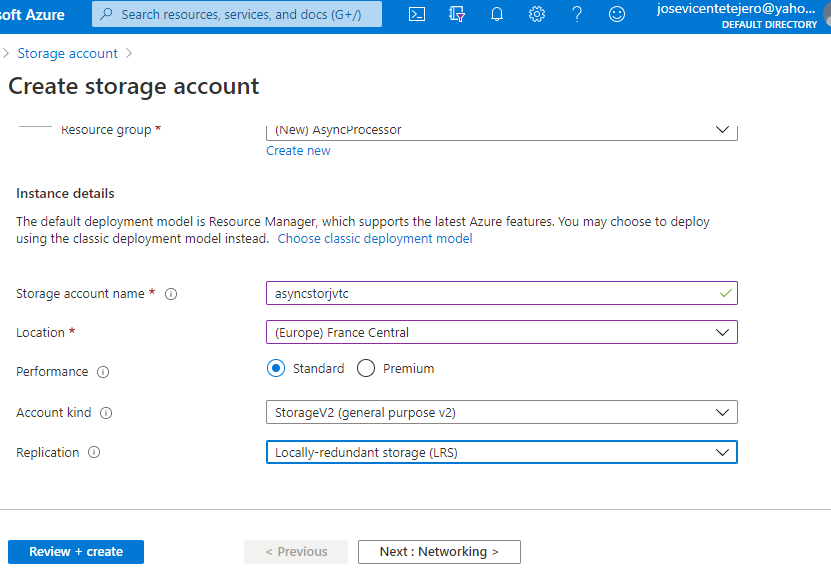 soft Azure
Search resources, services, and docs (G+/)
josevicentetejero@yaho...
DEFAULT DIRECTORY
Storage account
Create storage account
Resource group *
(New) AsyncProcessor
Create new
Instance details
The default deployment model is Resource Manager, which supports the latest Azure features. You may choose to deploy
using the classic deployment model instead. Choose classic deployment model
Storage account name *
asyncstorjvtc
Location *
(Europe) France Central
Performance
Standard
Premium
Account kind
StorageV2 (general purpose v2)
Replication
Locally-redundant storage (LRS)
Review + create
< Previous
Next : Networking >